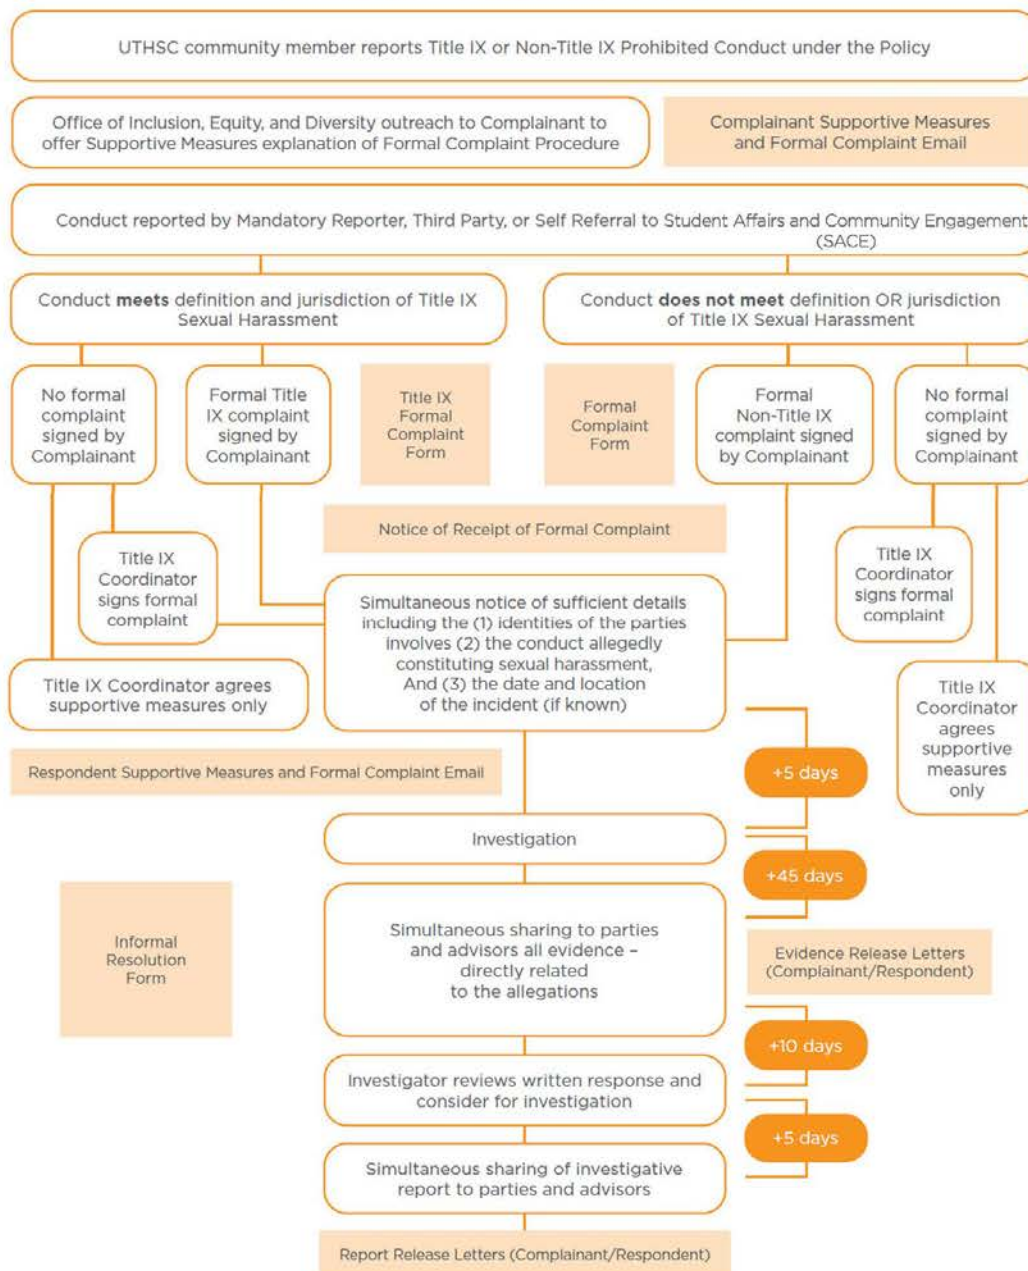 UTHSC community member reports Title IX or Non-Title IX Prohibited Conduct under the Policy
Office of Inclusion, Equity, and Diversity outreach to Complainant to
offer Supportive Measures explanation of Formal Complaint Procedure
Complainant Supportive Measures
and Formal Complaint Email
Conduct reported by Mandatory Reporter, Third Party, or Self Referral to Student Affairs and Community Engagement
(SACE)
Conduct meets definition and jurisdiction of Title IX
Sexual Harassment
Conduct does not meet definition OR jurisdiction
of Title IX Sexual Harassment
No formal
complaint
signed by
Complainant
Formal Title
IX complaint
signed by
Complainant
Title IX
Formal
Complaint
Form
Formal
Complaint
Form
Formal
Non-Title IX
complaint signed
by Complainant
No formal
complaint
signed by
Complainant
Notice of Receipt of Formal Complaint
Title IX
Coordinator
signs formal
complaint
Simultaneous notice of sufficient details
including the (1) identities of the parties
involves (2) the conduct allegedly
constituting sexual harassment,
And (3) the date and location
of the incident (if known)
Title IX
Coordinator
signs formal
complaint
Title IX Coordinator agrees
supportive measures only
Title IX
Coordinator
agrees
supportive
measures
only
Respondent Supportive Measures and Formal Complaint Email
+5 days
Investigation
+45 days
Informal
Resolution
Form
Simultaneous sharing to parties
and advisors all evidence –
directly related
to the allegations
Evidence Release Letters
(Complainant/Respondent)
+10 days
Investigator reviews written response and
consider for investigation
+5 days
Simultaneous sharing of investigative
report to parties and advisors
Report Release Letters (Complainant/Respondent)